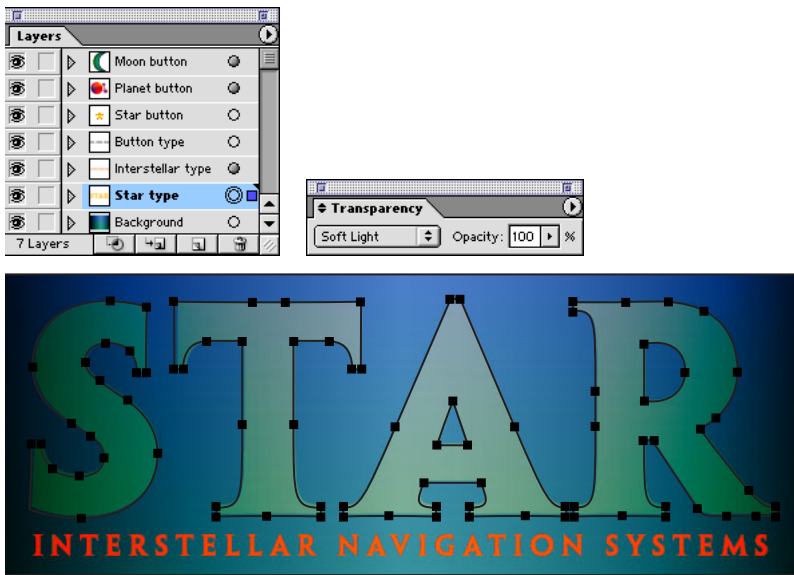 Layers
Moon button
Planet button
Star button
Button type
Interstellar type
Star type
Background
7 Layers
Transparency
Soft Light Opacity: 100 %
STAR
INTERSTELLAR NAVIGATION SYSTEMS